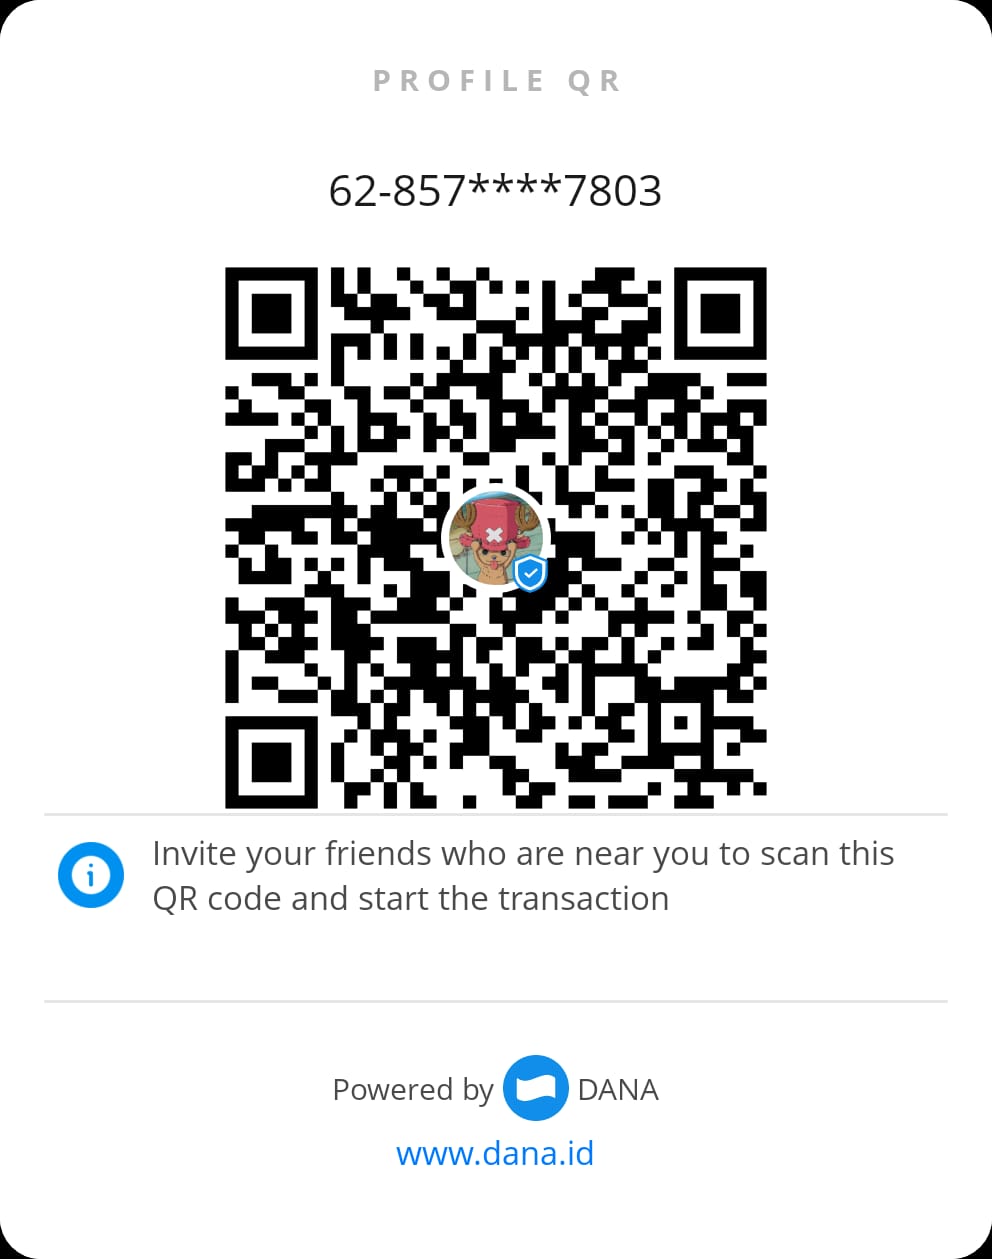 PROFILE QR
62-857****7803
Invite your friends who are near you to scan this
QR code and start the transaction
Powered by DANA
www.dana.id